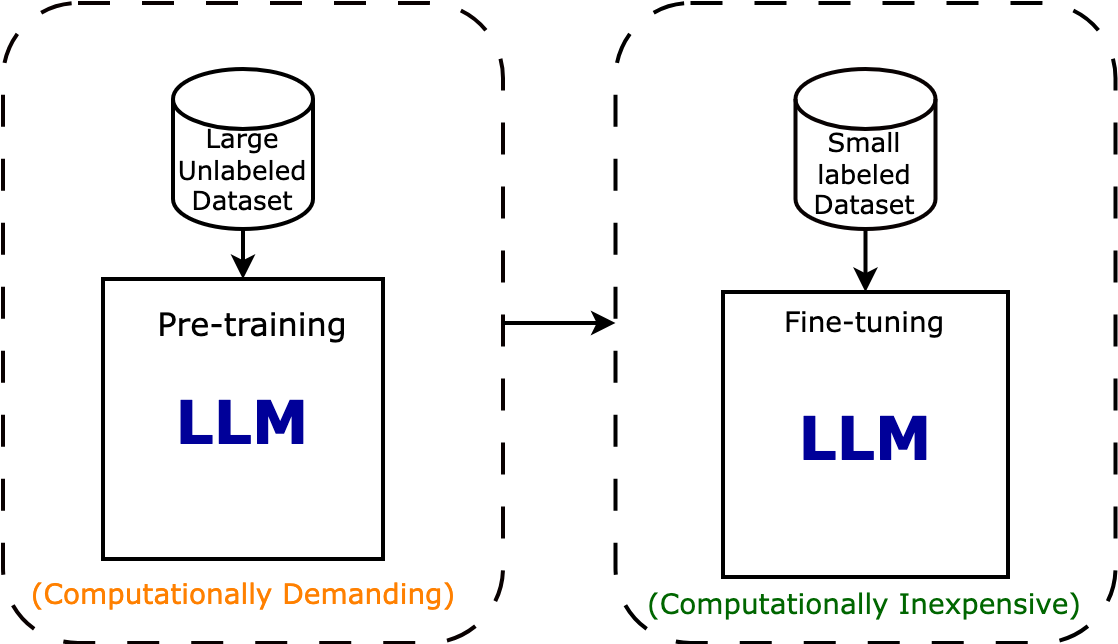 Large
Unlabeled
Dataset
Pre-training
LLM
(Computationally Demanding)
Small
labeled
Dataset
Fine-tuning
LLM
(Computationally Inexpensive)